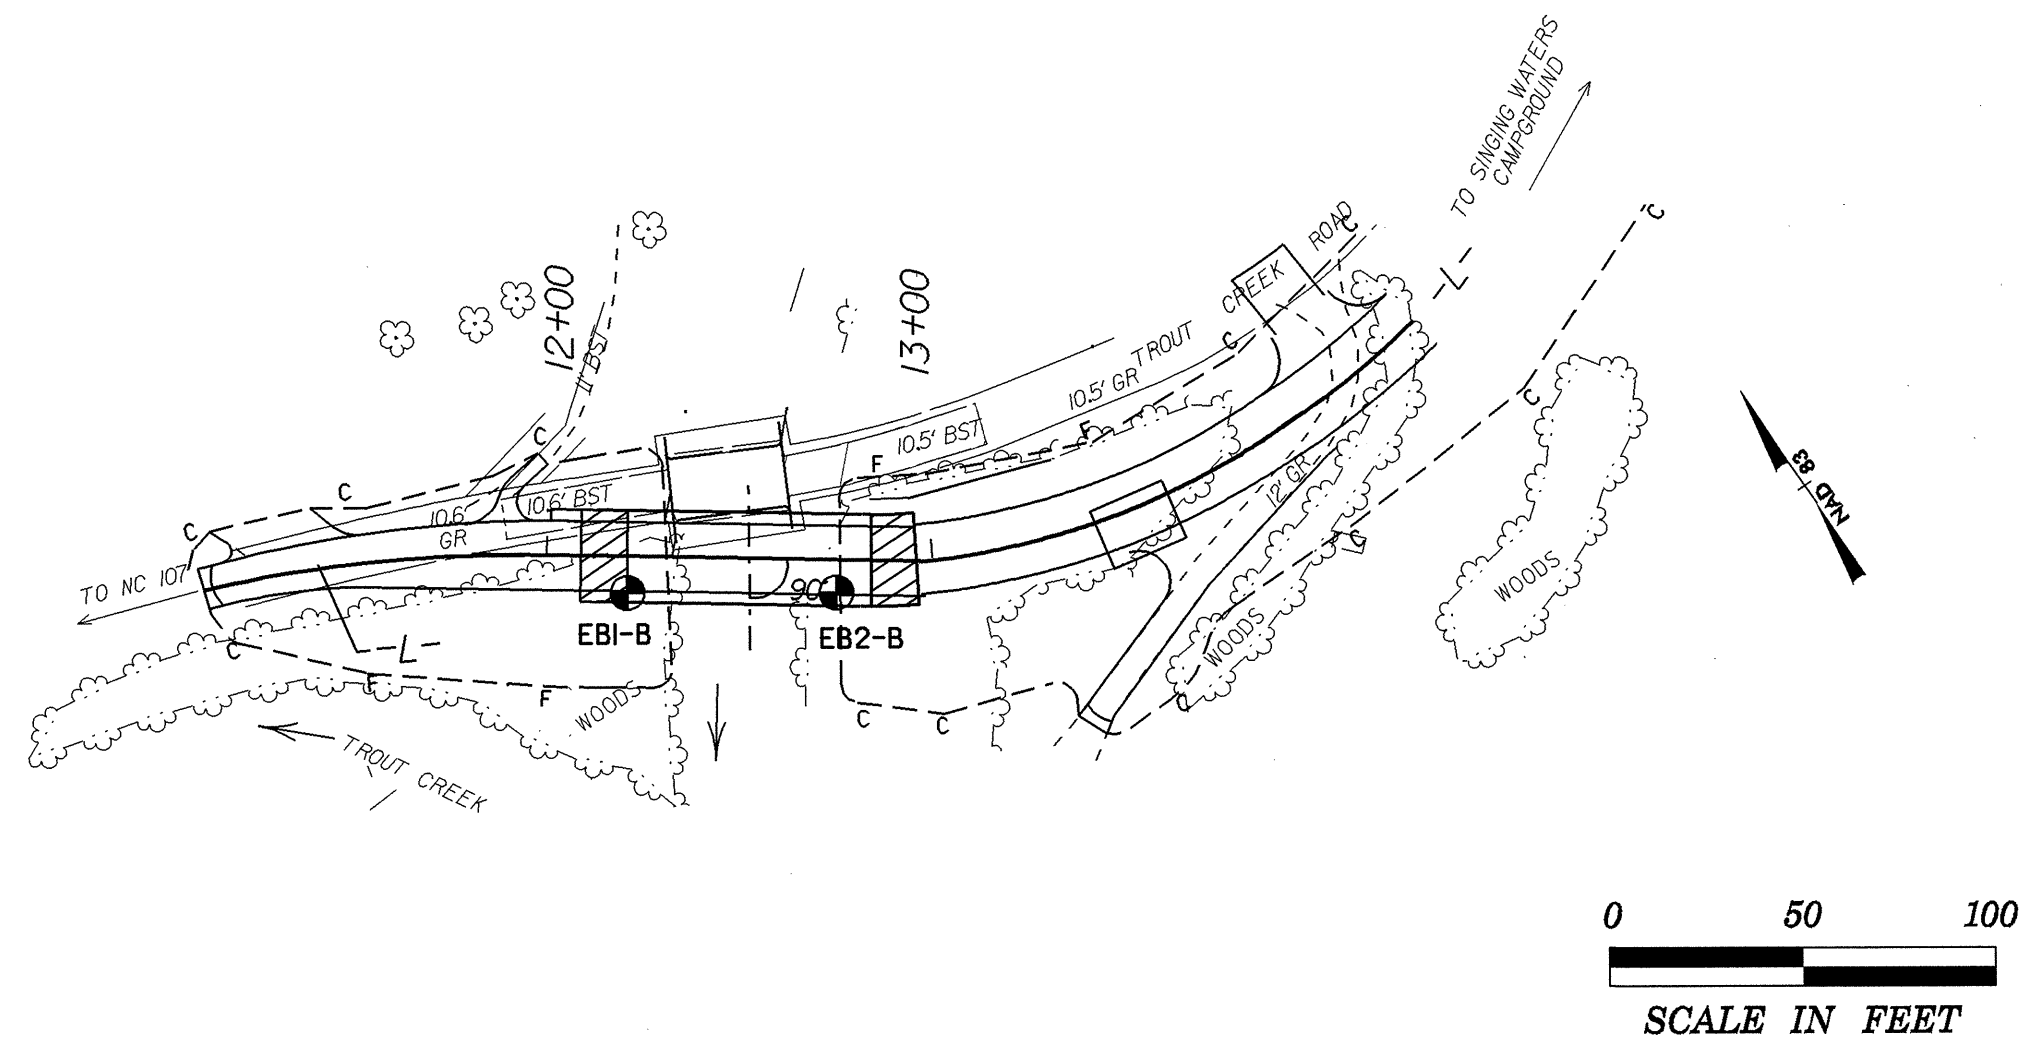 TO SINGING WATERS
CAMPGROUND
-L-
C
C
ROAD
CREEK
TROUT
C
C
12+00
13+00
11' BST
10.5' GR
10.5' BST
F
F
C
C
C
10.6' BST
10.6
GR
12' GR
C
NAD 83
TO NC 107
90°
EB1-B
EB2-B
WOODS
WOODS
WOODS
C
-L-
F
F
C
C
C
TROUT CREEK
0 50 100
SCALE IN FEET